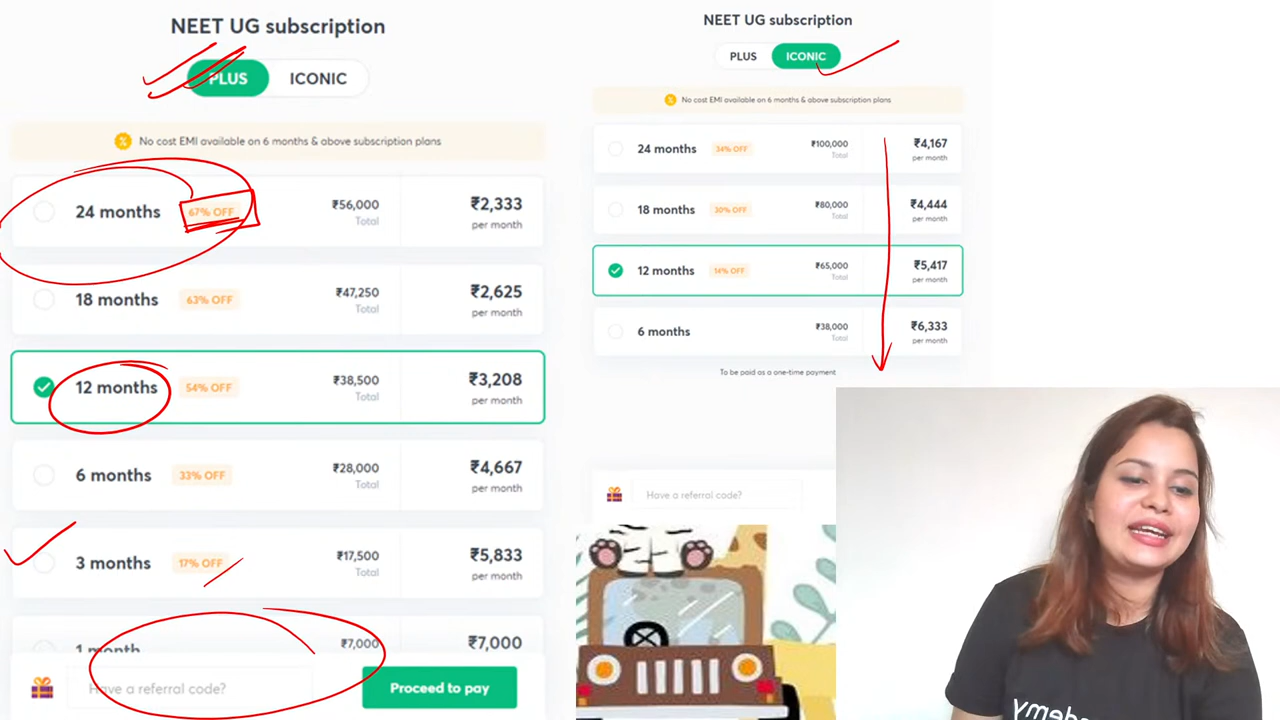 NEET UG subscription
PLUS ICONIC
No cost EMI available on 6 months & above subscription plans
24 months 67% OFF ₹56,000 Total ₹2,333 per month
18 months 63% OFF ₹47,250 Total ₹2,625 per month
12 months 54% OFF ₹38,500 Total ₹3,208 per month
6 months 33% OFF ₹28,000 Total ₹4,667 per month
3 months 17% OFF ₹17,500 Total ₹5,833 per month
1 month ₹7,000 ₹7,000
Have a referral code? Proceed to pay
NEET UG subscription
PLUS ICONIC
No cost EMI available on 6 months & above subscription plans
24 months 34% OFF ₹100,000 Total ₹4,167 per month
18 months 30% OFF ₹80,000 Total ₹4,444 per month
12 months 14% OFF ₹65,000 Total ₹5,417 per month
6 months ₹38,000 Total ₹6,333 per month
To be paid as a one-time payment
Have a referral code?